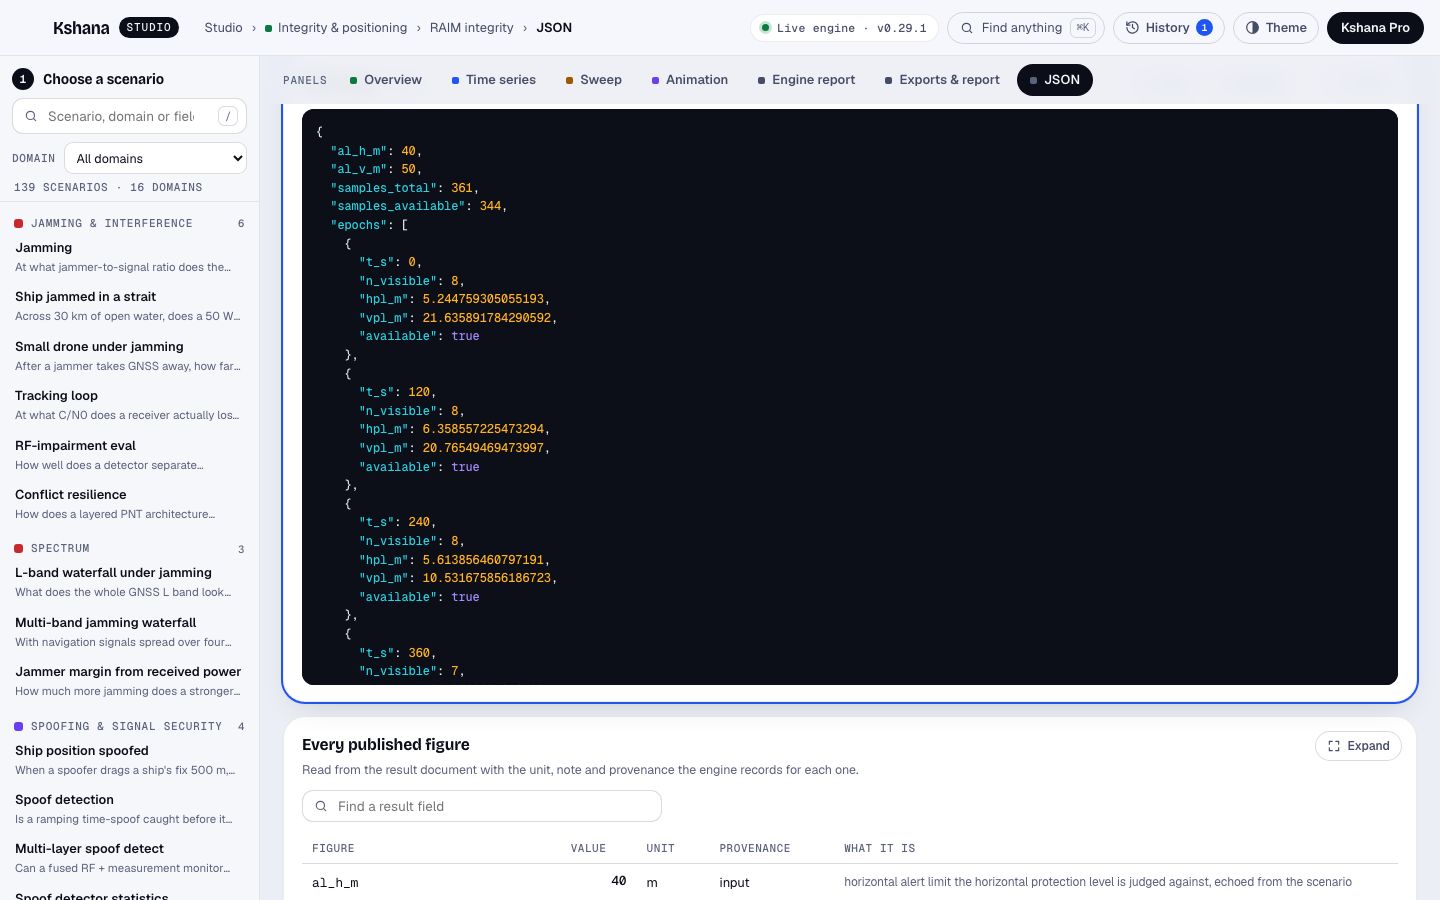 Kshana STUDIO Studio › Integrity & positioning › RAIM integrity › JSON Live engine · v0.29.1 Find anything ⌘K History 1 Theme Kshana Pro
1 Choose a scenario
Scenario, domain or fiel /
DOMAIN All domains
139 SCENARIOS · 16 DOMAINS
JAMMING & INTERFERENCE 6
Jamming
At what jammer-to-signal ratio does the…
Ship jammed in a strait
Across 30 km of open water, does a 50 W…
Small drone under jamming
After a jammer takes GNSS away, how far…
Tracking loop
At what C/N0 does a receiver actually los…
RF-impairment eval
How well does a detector separate…
Conflict resilience
How does a layered PNT architecture…
SPECTRUM 3
L-band waterfall under jamming
What does the whole GNSS L band look…
Multi-band jamming waterfall
With navigation signals spread over four…
Jammer margin from received power
How much more jamming does a stronger…
SPOOFING & SIGNAL SECURITY 4
Ship position spoofed
When a spoofer drags a ship's fix 500 m,…
Spoof detection
Is a ramping time-spoof caught before it…
Multi-layer spoof detect
Can a fused RF + measurement monitor…
Spoof detector statistics
PANELS Overview Time series Sweep Animation Engine report Exports & report JSON
{
"al_h_m": 40,
"al_v_m": 50,
"samples_total": 361,
"samples_available": 344,
"epochs": [
{
"t_s": 0,
"n_visible": 8,
"hpl_m": 5.244759305055193,
"vpl_m": 21.635891784290592,
"available": true
},
{
"t_s": 120,
"n_visible": 8,
"hpl_m": 6.358557225473294,
"vpl_m": 20.76549469473997,
"available": true
},
{
"t_s": 240,
"n_visible": 8,
"hpl_m": 5.613856460797191,
"vpl_m": 10.531675856186723,
"available": true
},
{
"t_s": 360,
"n_visible": 7,
Every published figure Expand
Read from the result document with the unit, note and provenance the engine records for each one.
Find a result field
FIGURE VALUE UNIT PROVENANCE WHAT IT IS
al_h_m 40 m input horizontal alert limit the horizontal protection level is judged against, echoed from the scenario